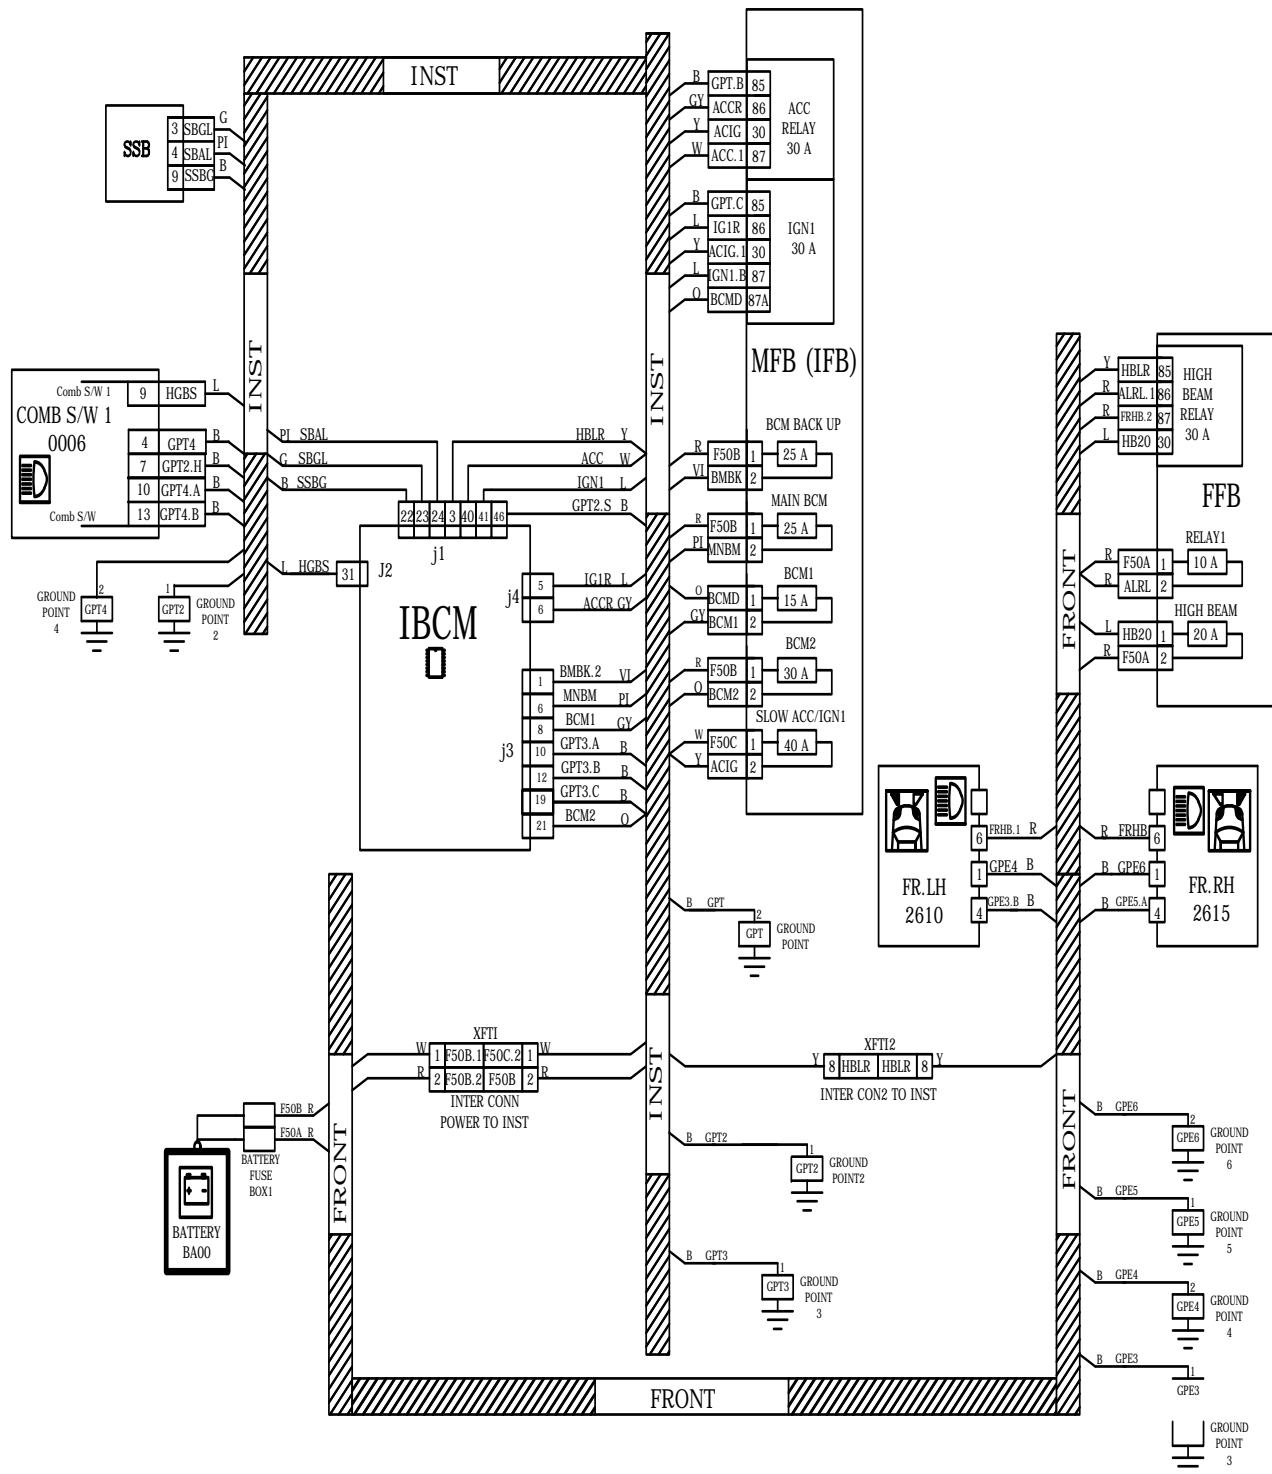 INST
SSB
3 SBGL G
4 SBAL PI
9 SSBG B
B GPT.B 85
GY ACCR 86
Y ACIG 30
W ACC.1 87
ACC
RELAY
30 A
B GPT.C 85
L IG1R 86
Y ACIG.1 30
L IGN1.B 87
O BCMD 87A
IGN1
30 A
MFB (IFB)
INST
INST
COMB S/W 1
0006
Comb S/W 1
9 HGBS L
4 GPT4 B
7 GPT2.H B
10 GPT4.A B
13 GPT4.B B
Comb S/W
2
GPT4
GROUND
POINT
4
1
GPT2
GROUND
POINT
2
PI SBAL
G SBGL
B SSBG
L HGBS
HBLR Y
ACC W
IGN1 L
GPT2.S B
22 23 24 3 40 41 46
j1
31 J2
j4
5 IG1R L
6 ACCR GY
IBCM
j3
1 BMBK.2 VI
6 MNBM PI
8 BCM1 GY
10 GPT3.A B
12 GPT3.B B
19 GPT3.C B
21 BCM2 O
BCM BACK UP
R F50B 1 25 A
VI BMBK 2
MAIN BCM
R F50B 1 25 A
PI MNBM 2
BCM1
O BCMD 1 15 A
GY BCM1 2
BCM2
R F50B 1 30 A
O BCM2 2
SLOW ACC/IGN1
W F50C 1 40 A
Y ACIG 2
Y HBLR 85
R ALRL.1 86
R FRHB.2 87
L HB20 30
HIGH
BEAM
RELAY
30 A
FFB
RELAY1
R F50A 1 10 A
R ALRL 2
HIGH BEAM
L HB20 1 20 A
R F50A 2
FRONT
FR.LH
2610
6 FRHB.1 R
1 GPE4 B
4 GPE3.B B
R FRHB 6
B GPE6 1
B GPE5.A 4
FR.RH
2615
B GPT
2
GPT
GROUND
POINT
XFTI
W 1 F50B.1 F50C.2 1 W
R 2 F50B.2 F50B 2 R
INTER CONN
POWER TO INST
INST
XFTI2
Y 8 HBLR HBLR 8 Y
INTER CON2 TO INST
F50B R
F50A R
BATTERY
FUSE
BOX1
BATTERY
BA00
FRONT
B GPT2
1
GPT2
GROUND
POINT2
B GPT3
1
GPT3
GROUND
POINT
3
FRONT
B GPE6
2
GPE6
GROUND
POINT
6
B GPE5
1
GPE5
GROUND
POINT
5
B GPE4
2
GPE4
GROUND
POINT
4
B GPE3
1
GPE3
GROUND
POINT
3
FRONT